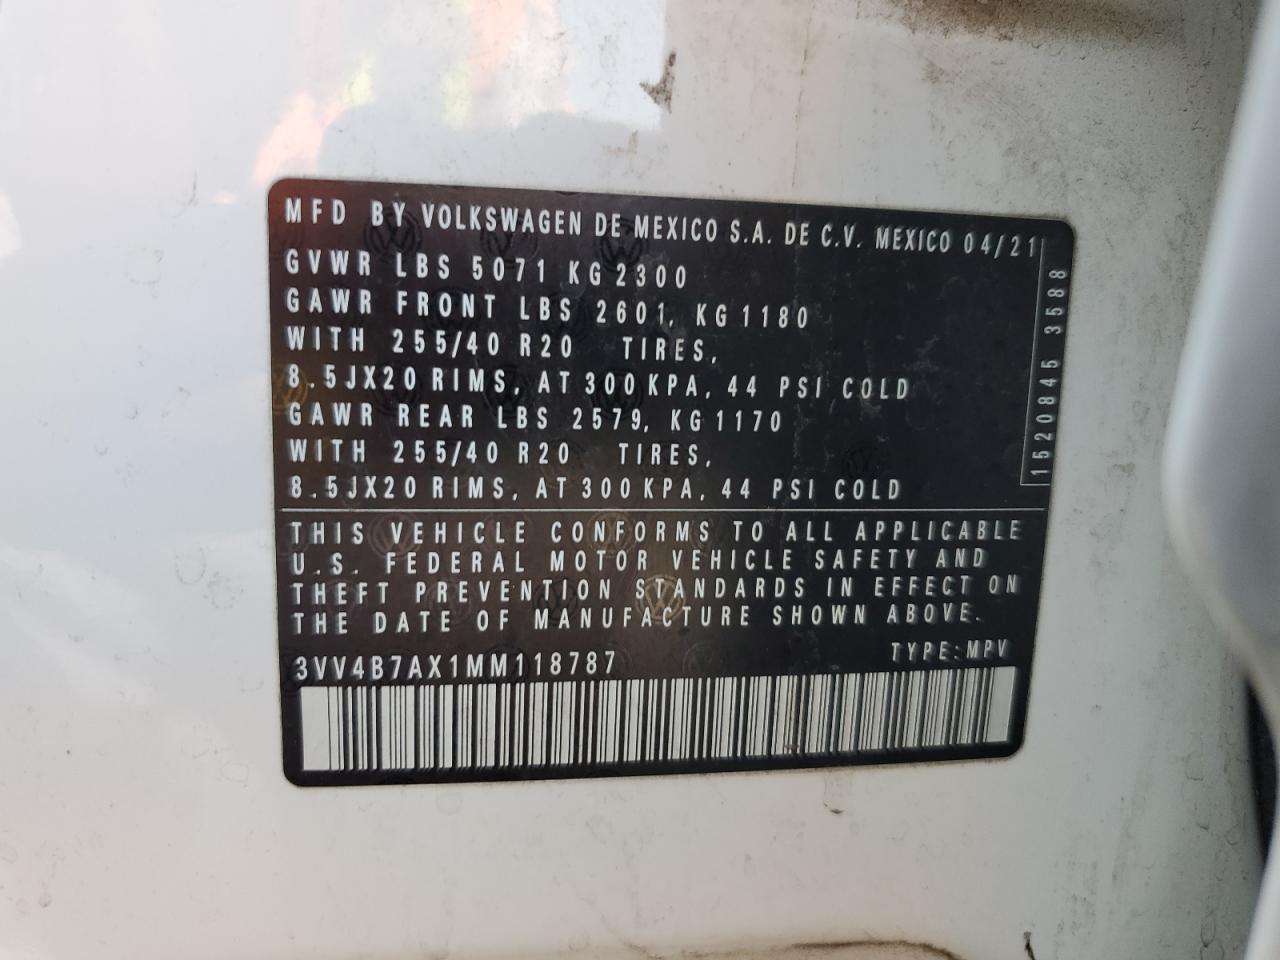 MFD BY VOLKSWAGEN DE MEXICO S.A. DE C.V. MEXICO 04/21
GVWR LBS 5071 KG 2300
GAWR FRONT LBS 2601, KG 1180
WITH 255/40 R20 TIRES,
8.5JX20 RIMS, AT 300 KPA, 44 PSI COLD
GAWR REAR LBS 2579, KG 1170
WITH 255/40 R20 TIRES,
8.5JX20 RIMS, AT 300 KPA, 44 PSI COLD
1520845 3588
THIS VEHICLE CONFORMS TO ALL APPLICABLE
U.S. FEDERAL MOTOR VEHICLE SAFETY AND
THEFT PREVENTION STANDARDS IN EFFECT ON
THE DATE OF MANUFACTURE SHOWN ABOVE.
3VV4B7AX1MM118787 TYPE: MPV